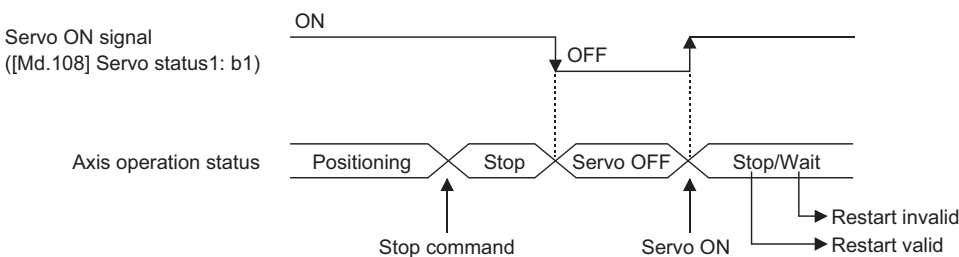 ON
Servo ON signal
([Md.108] Servo status1: b1)
OFF
Axis operation status
Positioning
Stop
Servo OFF
Stop/Wait
Restart invalid
Restart valid
Stop command
Servo ON